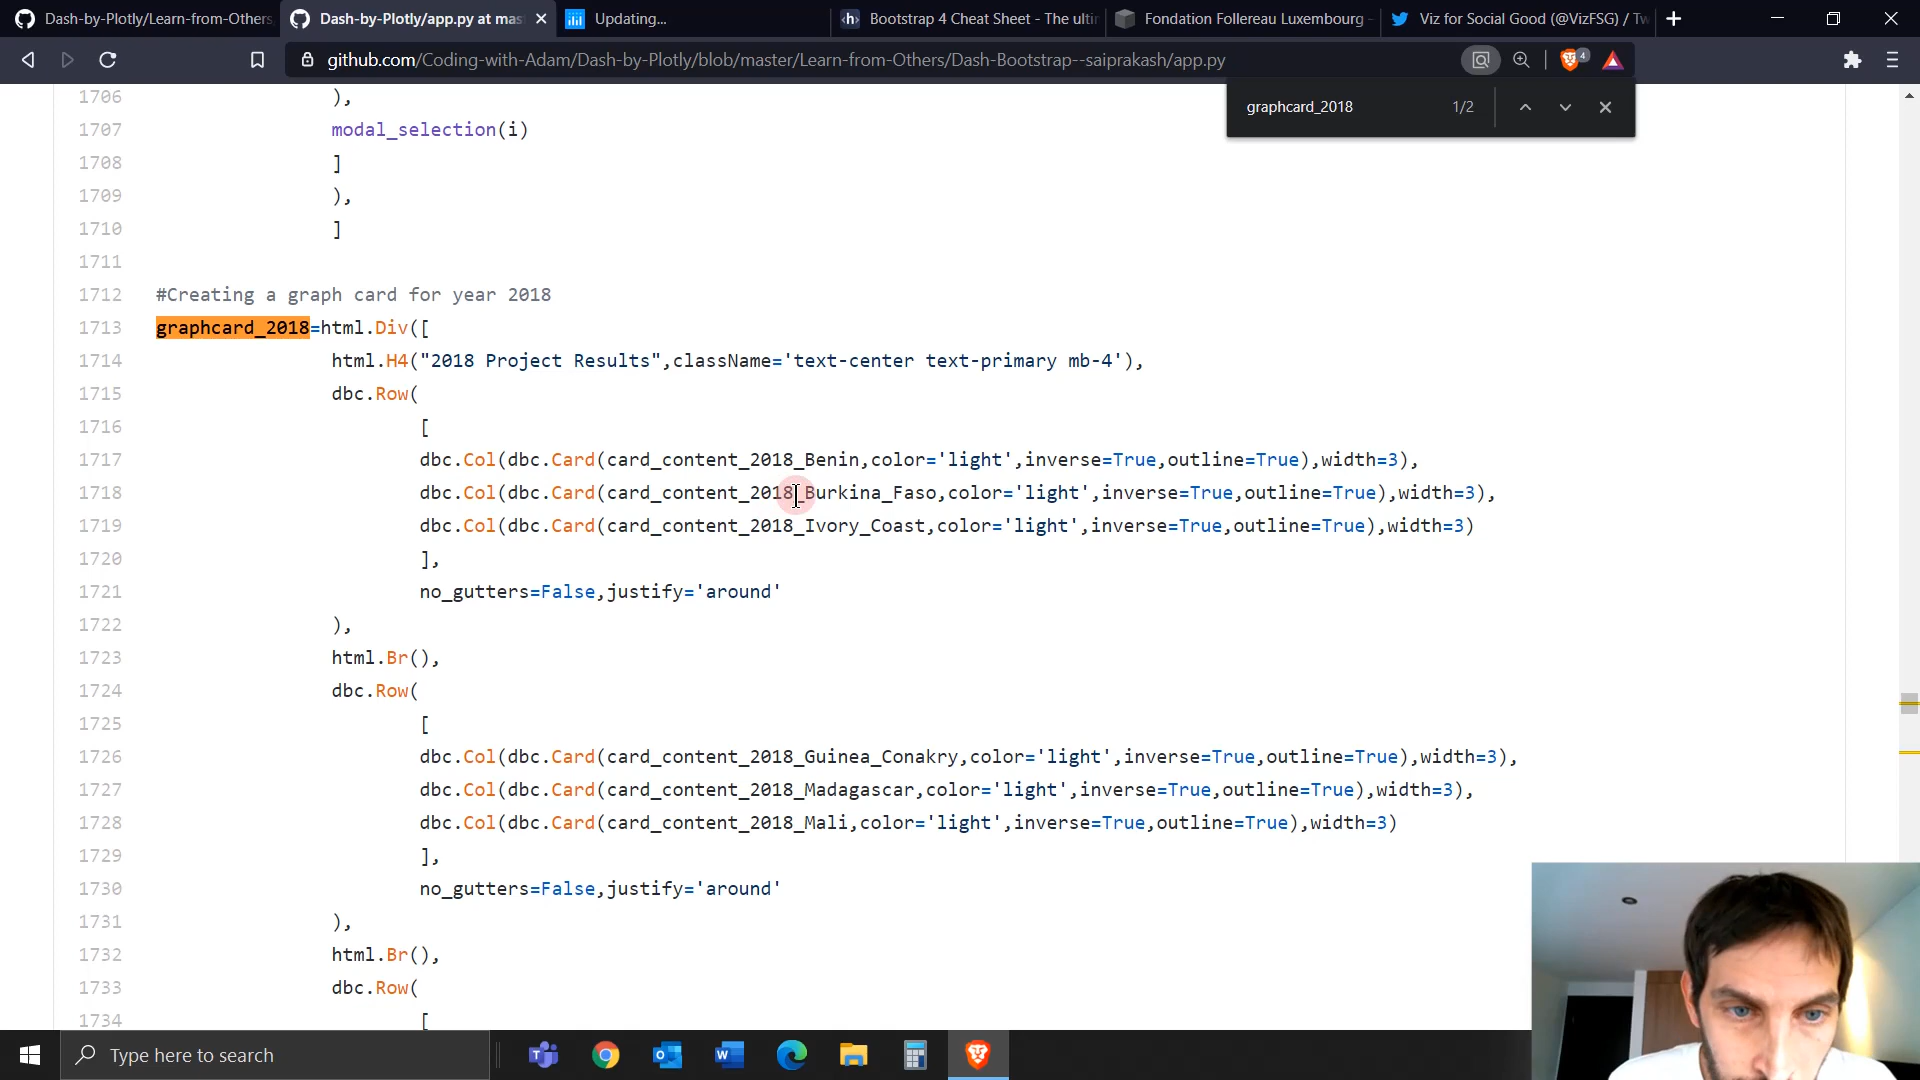 Dash-by-Plotly/Learn-from-Others
Dash-by-Plotly/app.py at mas
Updating...
Bootstrap 4 Cheat Sheet - The ulti
Fondation Follereau Luxembourg -
Viz for Social Good (@VizFSG) / Tw
github.com/Coding-with-Adam/Dash-by-Plotly/blob/master/Learn-from-Others/Dash-Bootstrap--saiprakash/app.py
4
graphcard_2018 1/2
1706 ),
1707 modal_selection(i)
1708 ]
1709 ),
1710 ]
1711
1712 #Creating a graph card for year 2018
1713 graphcard_2018=html.Div([
1714 html.H4("2018 Project Results",className='text-center text-primary mb-4'),
1715 dbc.Row(
1716 [
1717 dbc.Col(dbc.Card(card_content_2018_Benin,color='light',inverse=True,outline=True),width=3),
1718 dbc.Col(dbc.Card(card_content_2018_Burkina_Faso,color='light',inverse=True,outline=True),width=3),
1719 dbc.Col(dbc.Card(card_content_2018_Ivory_Coast,color='light',inverse=True,outline=True),width=3)
1720 ],
1721 no_gutters=False,justify='around'
1722 ),
1723 html.Br(),
1724 dbc.Row(
1725 [
1726 dbc.Col(dbc.Card(card_content_2018_Guinea_Conakry,color='light',inverse=True,outline=True),width=3),
1727 dbc.Col(dbc.Card(card_content_2018_Madagascar,color='light',inverse=True,outline=True),width=3),
1728 dbc.Col(dbc.Card(card_content_2018_Mali,color='light',inverse=True,outline=True),width=3)
1729 ],
1730 no_gutters=False,justify='around'
1731 ),
1732 html.Br(),
1733 dbc.Row(
1734 [
Type here to search